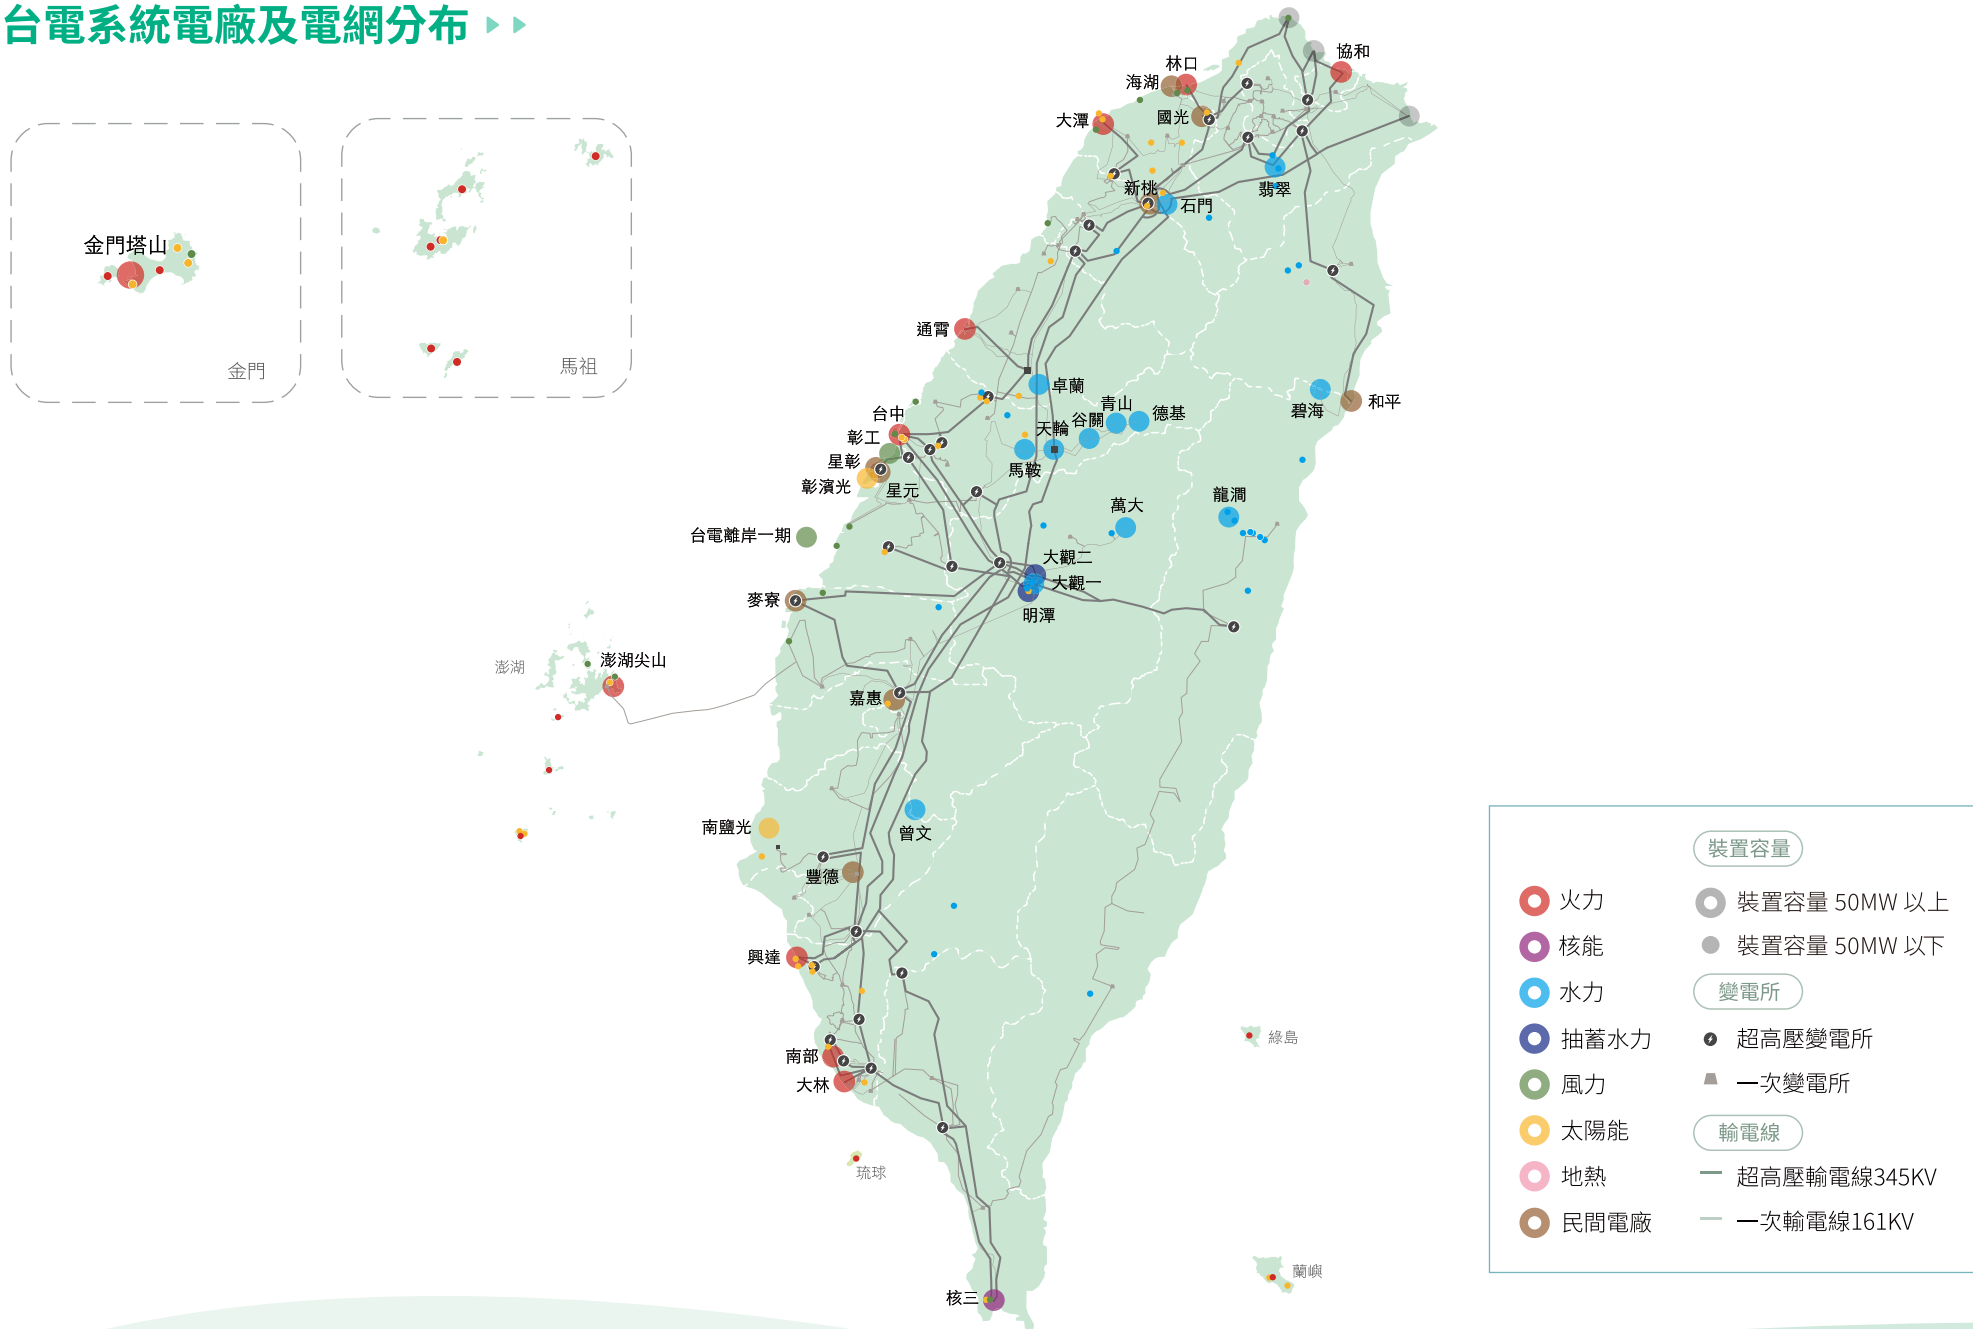 台電系統電廠及電網分布
金門塔山
金門
馬祖
協和
林口
海湖
大潭
國光
翡翠
新桃
石門
通霄
卓蘭
碧海
和平
青山
德基
谷關
天輪
馬鞍
台中
彰工
星彰
彰濱光
星元
萬大
龍澗
台電離岸一期
大觀二
大觀一
明潭
麥寮
澎湖
澎湖尖山
嘉惠
南鹽光
曾文
豐德
興達
南部
大林
琉球
綠島
蘭嶼
核三
火力
核能
水力
抽蓄水力
風力
太陽能
地熱
民間電廠
裝置容量
裝置容量 50MW 以上
裝置容量 50MW 以下
變電所
超高壓變電所
一次變電所
輸電線
超高壓輸電線345KV
一次輸電線161KV